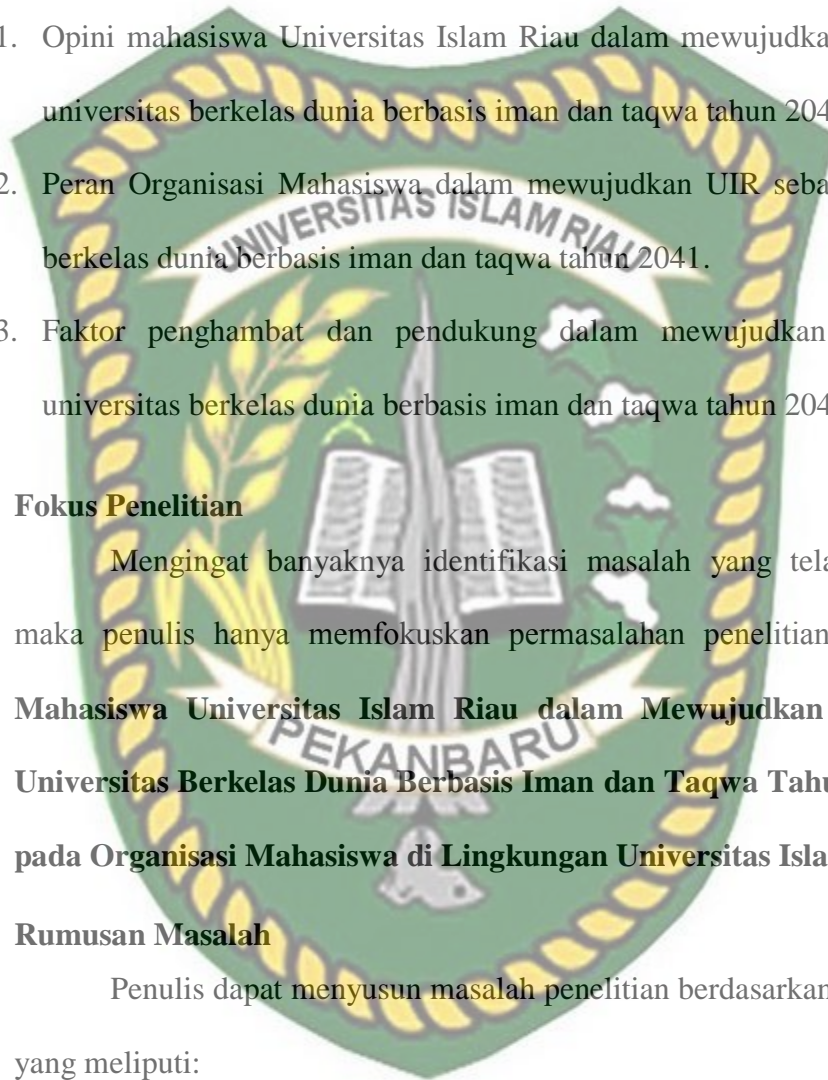 1. Opini mahasiswa Universitas Islam Riau dalam mewujudka
universitas berkelas dunia berbasis iman dan taqwa tahun 204
2. Peran Organisasi Mahasiswa dalam mewujudkan UIR seba
UNIVERSITAS ISLAM RIAU
berkelas dunia berbasis iman dan taqwa tahun 2041.
3. Faktor penghambat dan pendukung dalam mewujudkan
universitas berkelas dunia berbasis iman dan taqwa tahun 204
Fokus Penelitian
Mengingat banyaknya identifikasi masalah yang tela
maka penulis hanya memfokuskan permasalahan penelitian
Mahasiswa Universitas Islam Riau dalam Mewujudkan
PEKANBARU
Universitas Berkelas Dunia Berbasis Iman dan Taqwa Tahu
pada Organisasi Mahasiswa di Lingkungan Universitas Isla
Rumusan Masalah
Penulis dapat menyusun masalah penelitian berdasarkan
yang meliputi: